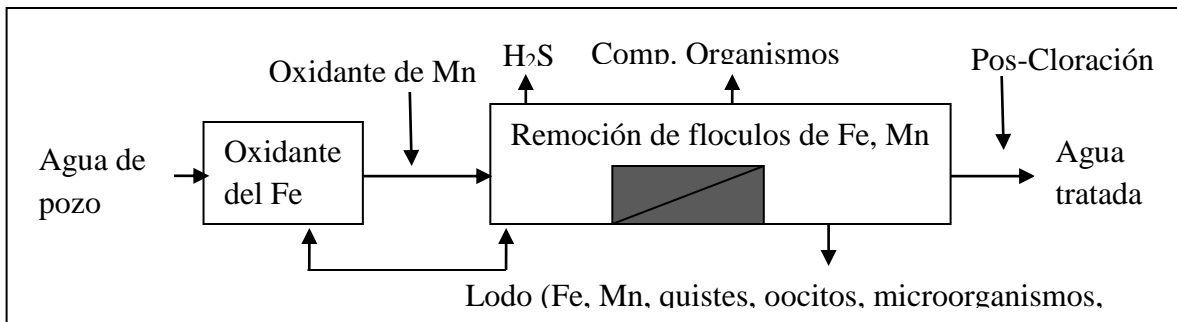 H₂S
Comp. Organismos
Oxidante de Mn
Pos-Cloración
Agua de
pozo
Oxidante
del Fe
Remoción de floculos de Fe, Mn
Agua
tratada
Lodo (Fe, Mn, quistes, oocitos, microorganismos,